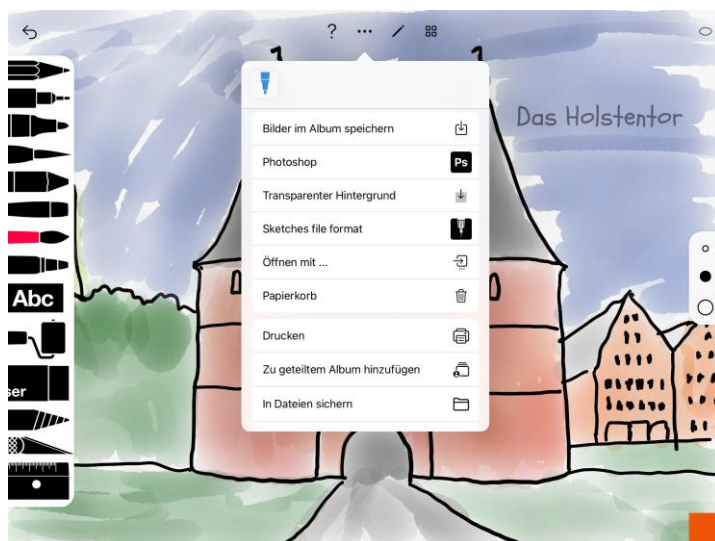 ?
Das Holstentor
Bilder im Album speichern
Photoshop
Ps
Transparenter Hintergrund
Sketches file format
Öffnen mit ...
Papierkorb
Drucken
Zu geteiltem Album hinzufügen
In Dateien sichern
Abc
ser